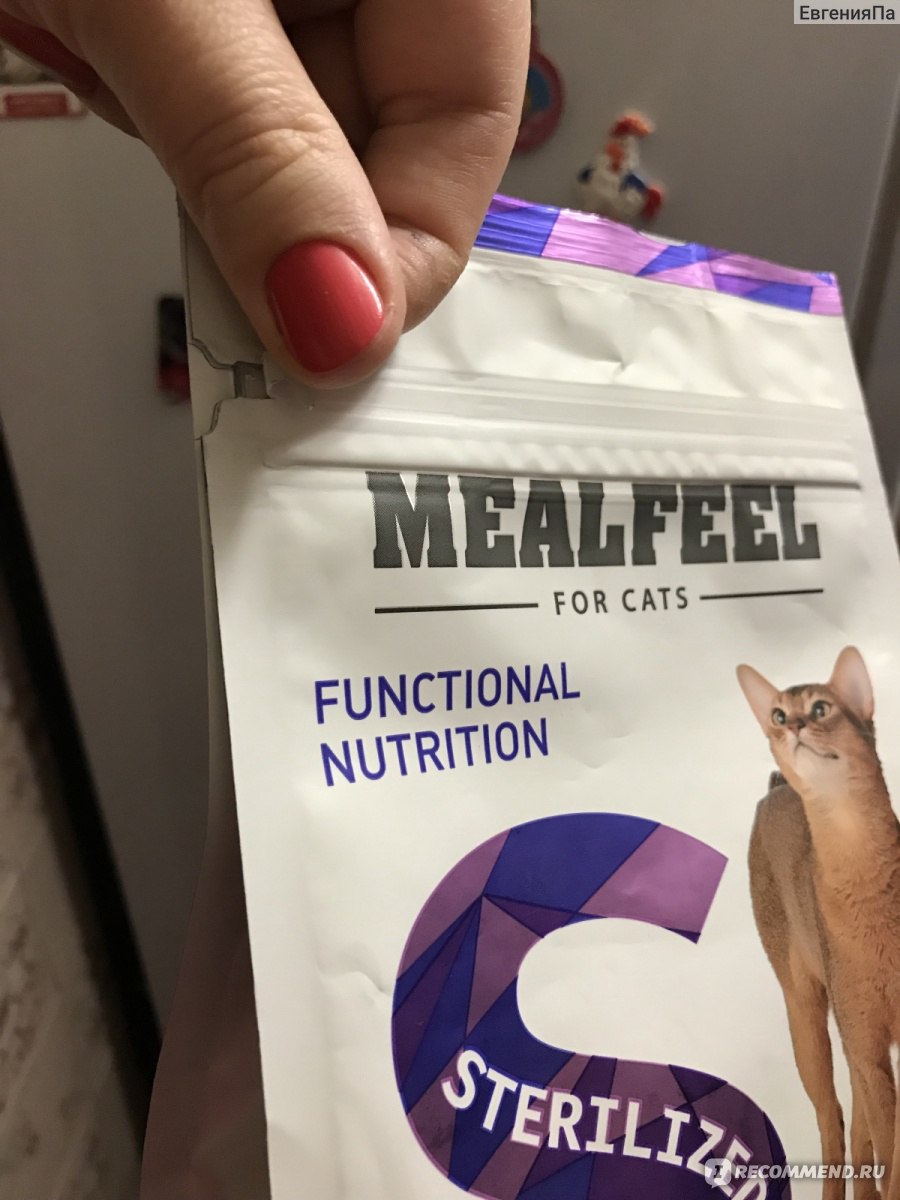 ЕвгенияПа
MEALFEEL
FOR CATS
FUNCTIONAL
NUTRITION
STERILIZED
RECOMMEND.RU